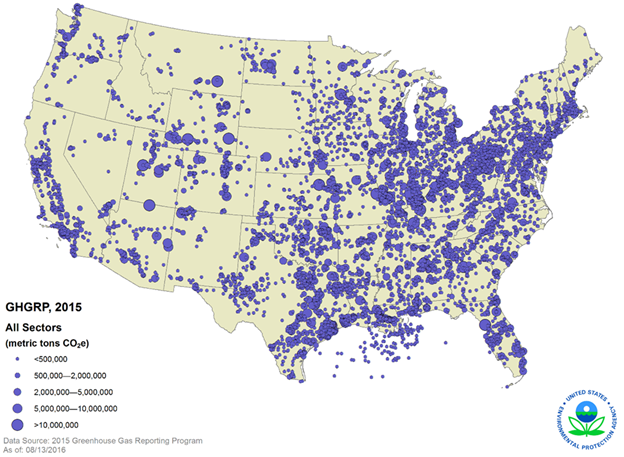 GHGRP, 2015
All Sectors
(metric tons CO₂e)
<500,000
500,000—2,000,000
2,000,000—5,000,000
5,000,000—10,000,000
>10,000,000
Data Source: 2015 Greenhouse Gas Reporting Program
As of: 08/13/2016
UNITED STATES
ENVIRONMENTAL PROTECTION AGENCY